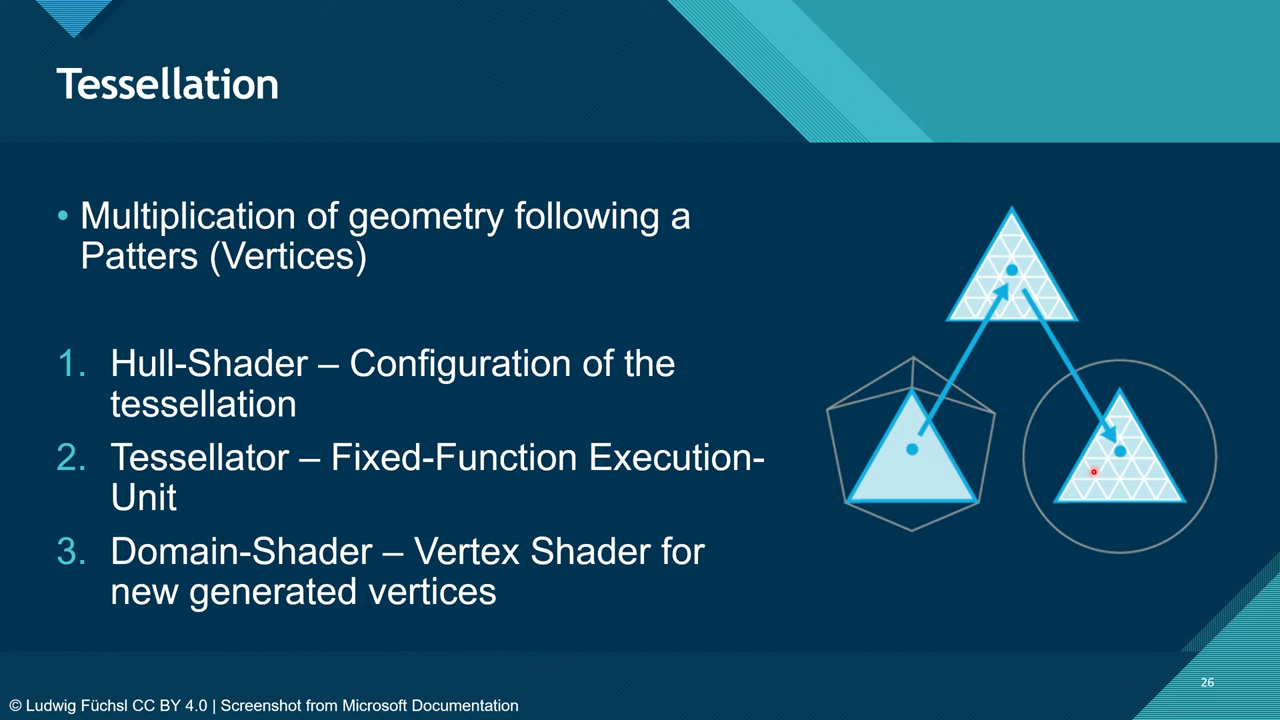 Tessellation
• Multiplication of geometry following a
Patters (Vertices)
1. Hull-Shader – Configuration of the
tessellation
2. Tessellator – Fixed-Function Execution-
Unit
3. Domain-Shader – Vertex Shader for
new generated vertices
26
© Ludwig Füchsl CC BY 4.0 | Screenshot from Microsoft Documentation